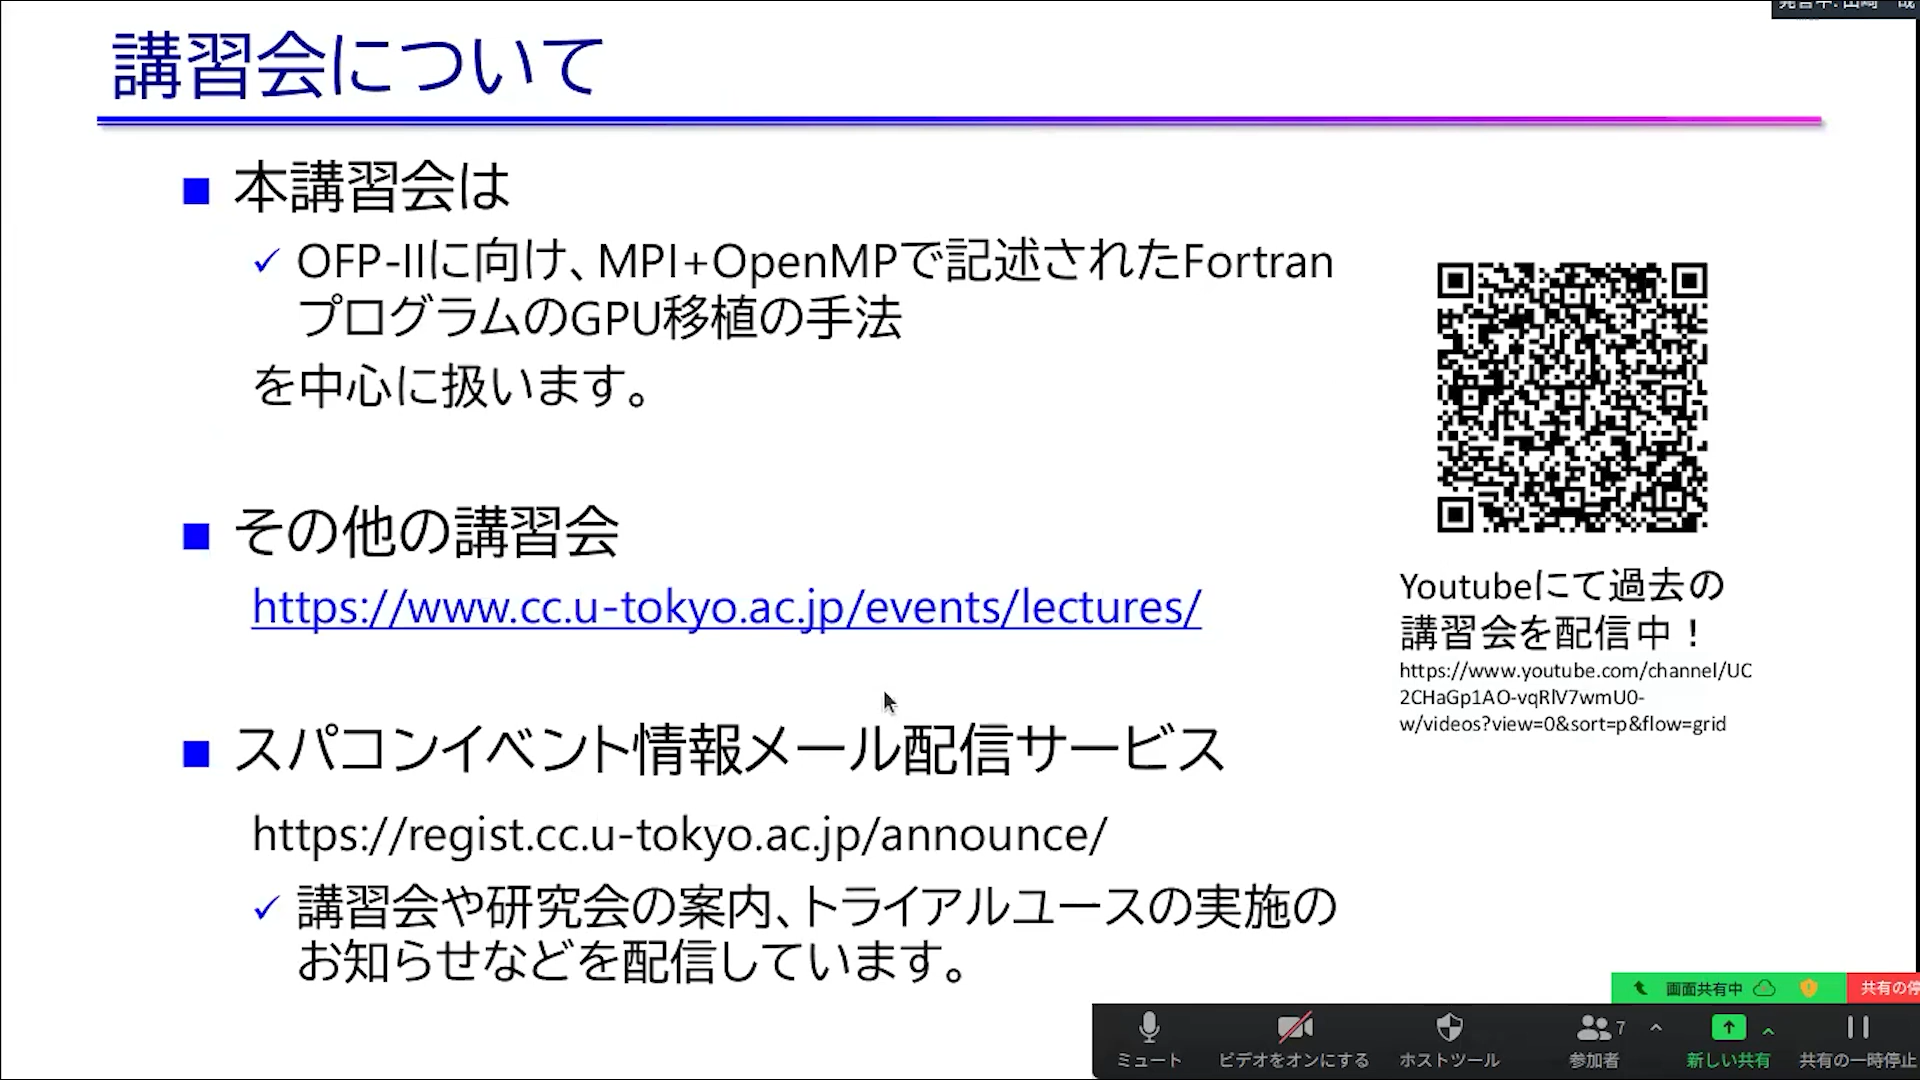 講習会について
本講習会は
✓ OFP-IIに向け、MPI+OpenMPで記述されたFortran
プログラムのGPU移植の手法
を中心に扱います。
その他の講習会
https://www.cc.u-tokyo.ac.jp/events/lectures/
スパコンイベント情報メール配信サービス
https://regist.cc.u-tokyo.ac.jp/announce/
✓ 講習会や研究会の案内、トライアルユースの実施の
お知らせなどを配信しています。
Youtubeにて過去の
講習会を配信中！
https://www.youtube.com/channel/UC
2CHaGp1AO-vqRlV7wmU0-
w/videos?view=0&sort=p&flow=grid
画面共有中
共有の停
ミュート
ビデオをオンにする
ホストツール
7
参加者
新しい共有
共有の一時停止